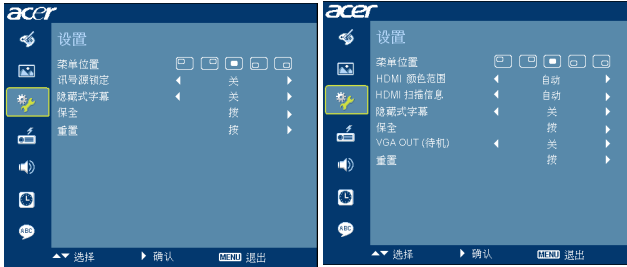 acer
设置
菜单位置
讯号源锁定 关
隐藏式字幕 关
保全 按
重置 按
ABC
选择 确认 MENU 退出
acer
设置
菜单位置
HDMI 颜色范围 自动
HDMI 扫描信息 自动
隐藏式字幕 关
保全 按
VGA OUT (待机) 关
重置 按
ABC
选择 确认 MENU 退出